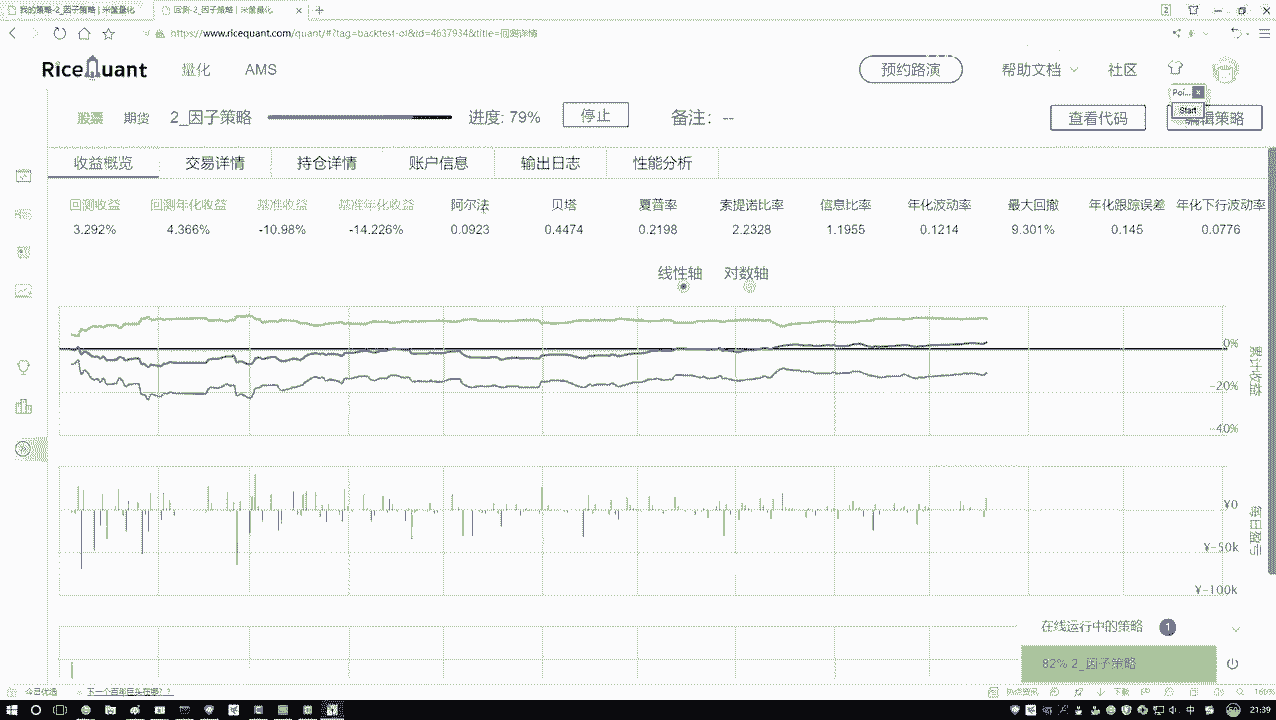 我的策略-2_因子策略 | 米筐量化
回测-2_因子策略 | 米筐量化
https://www.ricequant.com/quant/#?tag=backtest-of&id=4637934&title=回测详情
RiceQuant 量化 AMS 预约路演 帮助文档 社区
Poi...
Start
股票 期货 2_因子策略 进度: 79% 停止 备注: -- 查看代码 编辑策略
收益概览 交易详情 持仓详情 账户信息 输出日志 性能分析
回测收益 回测年化收益 基准收益 基准年化收益 阿尔法 贝塔 夏普率 索提诺比率 信息比率 年化波动率 最大回撤 年化跟踪误差 年化下行波动率
3.292% 4.366% -10.98% -14.226% 0.0923 0.4474 0.2198 2.2328 1.1955 0.1214 9.301% 0.145 0.0776
线性轴 对数轴
0%
累计收益
-20%
-40%
¥0
每日盈亏
¥-50k
¥-100k
在线运行中的策略 1
82% 2_因子策略
今日优选
下载
160%
中
21:39